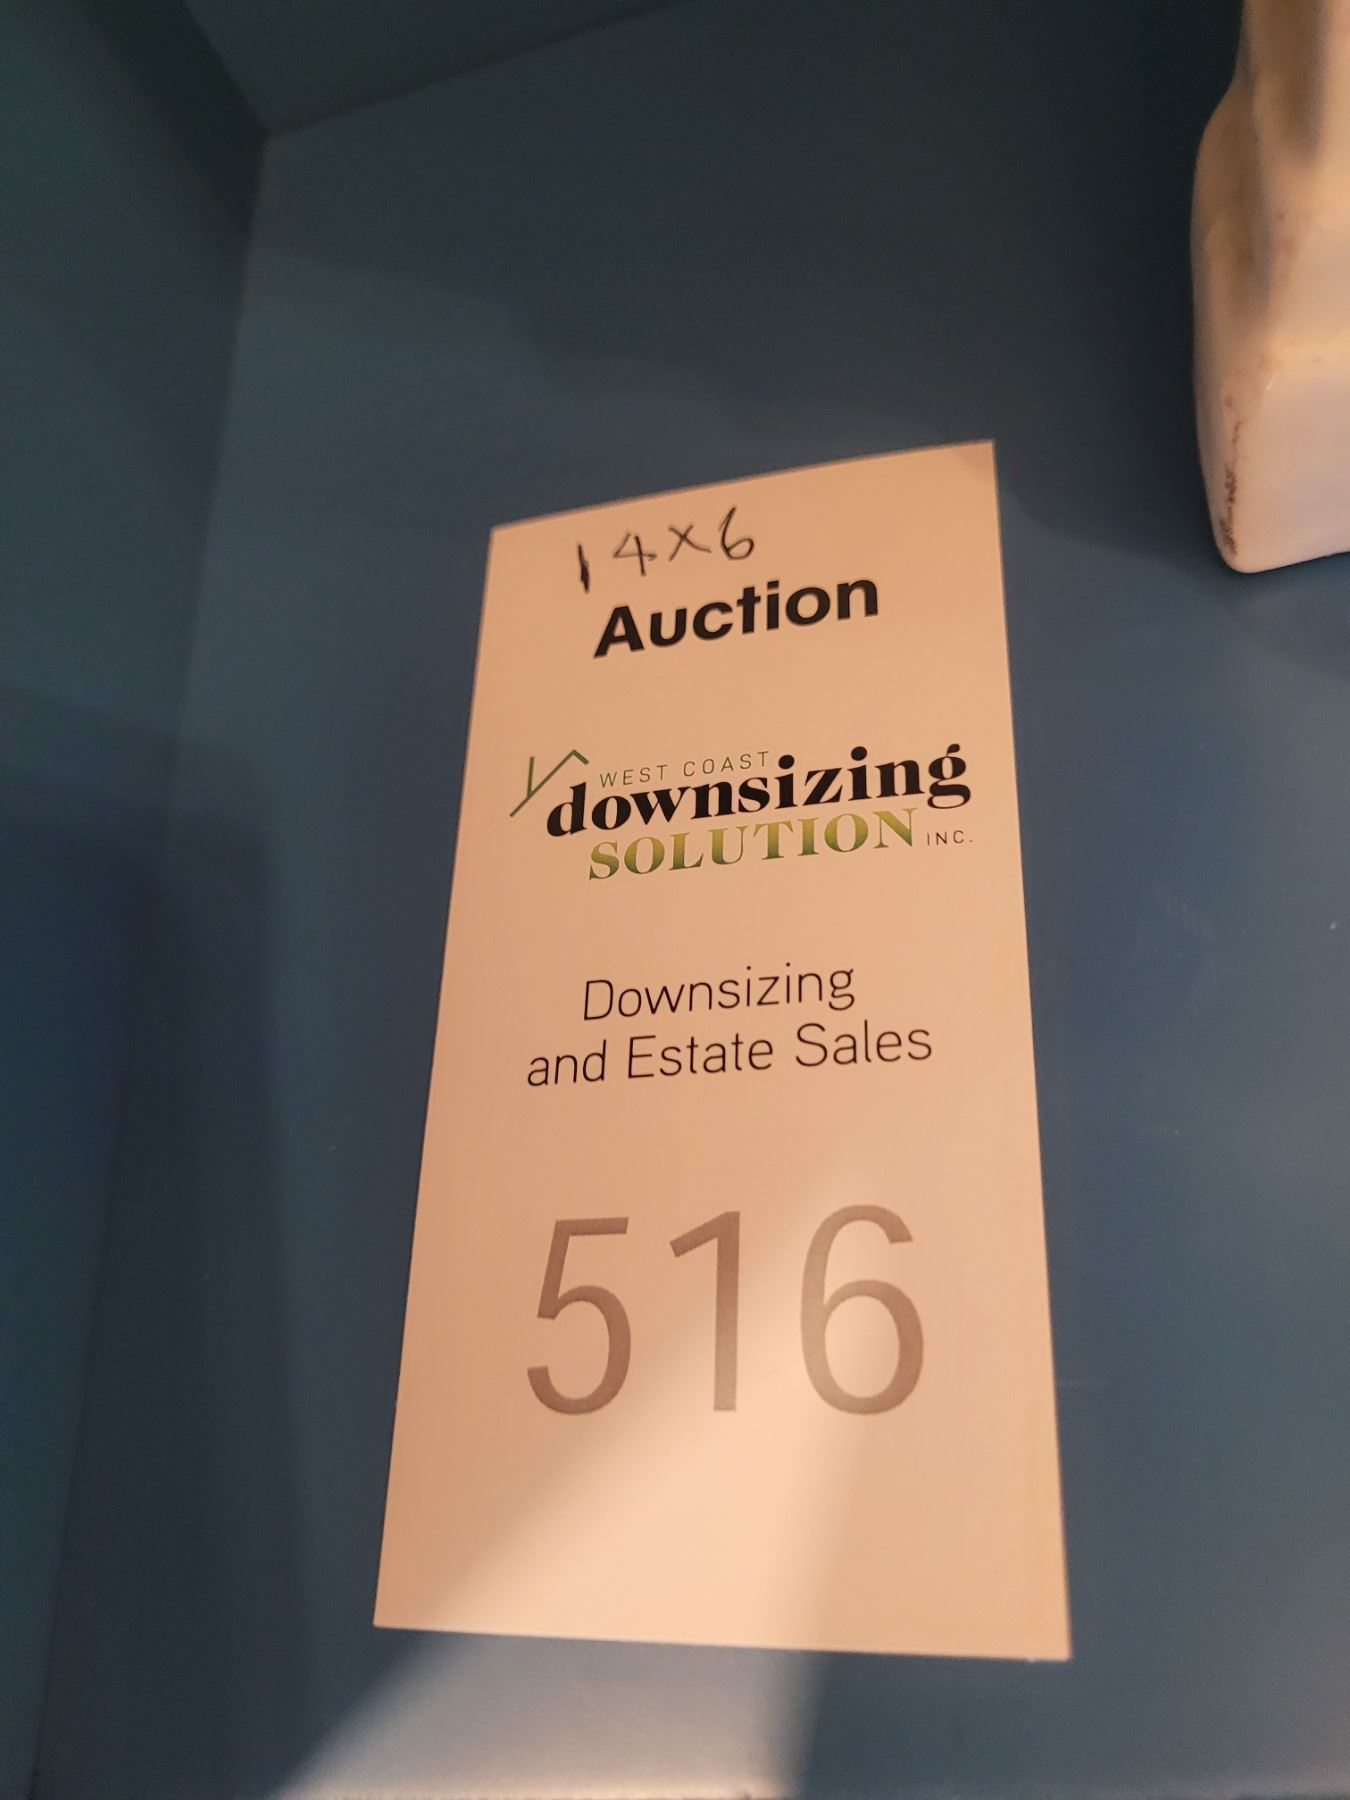 14x6
Auction
WEST COAST
downsizing
SOLUTION INC.
Downsizing
and Estate Sales
516